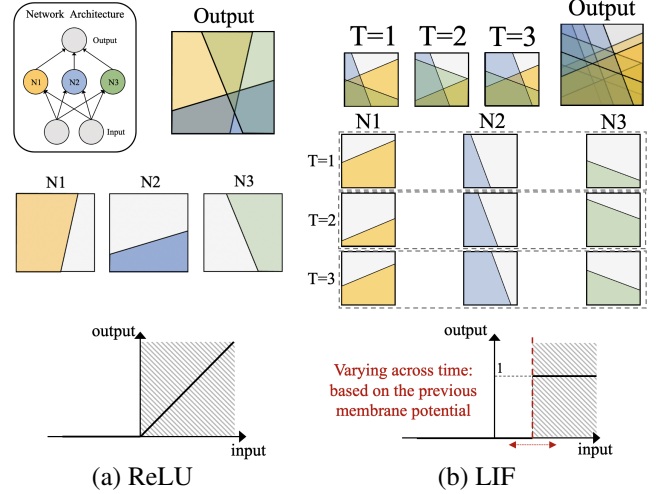 Network Architecture
Output
N1
N2
N3
Input
Output
N1
N2
N3
output
input
(a) ReLU
Output
T=1
T=2
T=3
N1
N2
N3
T=1
T=2
T=3
output
1
Varying across time:
based on the previous
membrane potential
input
(b) LIF